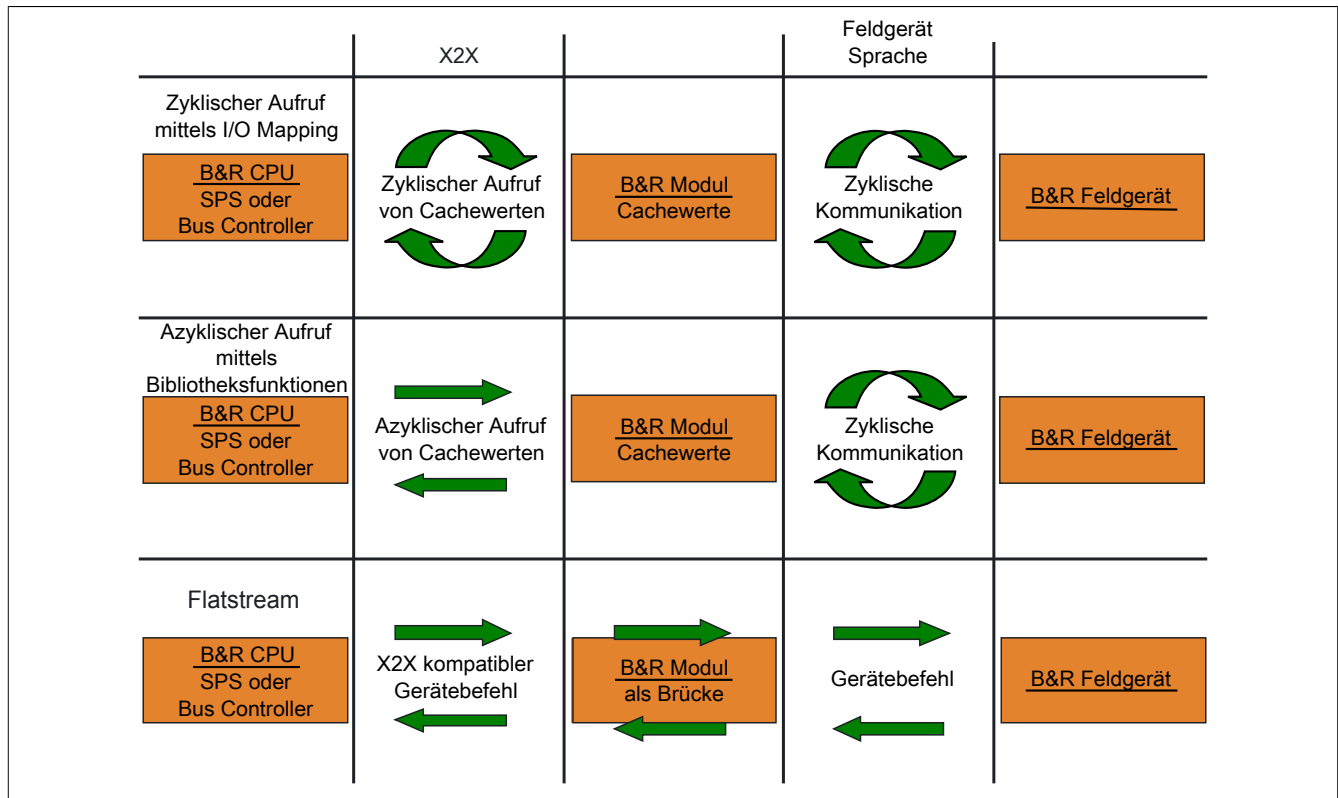 X2X
Feldgerät
Sprache
Zyklischer Aufruf
mittels I/O Mapping
B&R CPU
SPS oder
Bus Controller
Zyklischer Aufruf
von Cachewerten
B&R Modul
Cachewerte
Zyklische
Kommunikation
B&R Feldgerät
Azyklischer Aufruf
mittels
Bibliotheksfunktionen
B&R CPU
SPS oder
Bus Controller
Azyklischer Aufruf
von Cachewerten
B&R Modul
Cachewerte
Zyklische
Kommunikation
B&R Feldgerät
Flatstream
B&R CPU
SPS oder
Bus Controller
X2X kompatibler
Gerätebefehl
B&R Modul
als Brücke
Gerätebefehl
B&R Feldgerät